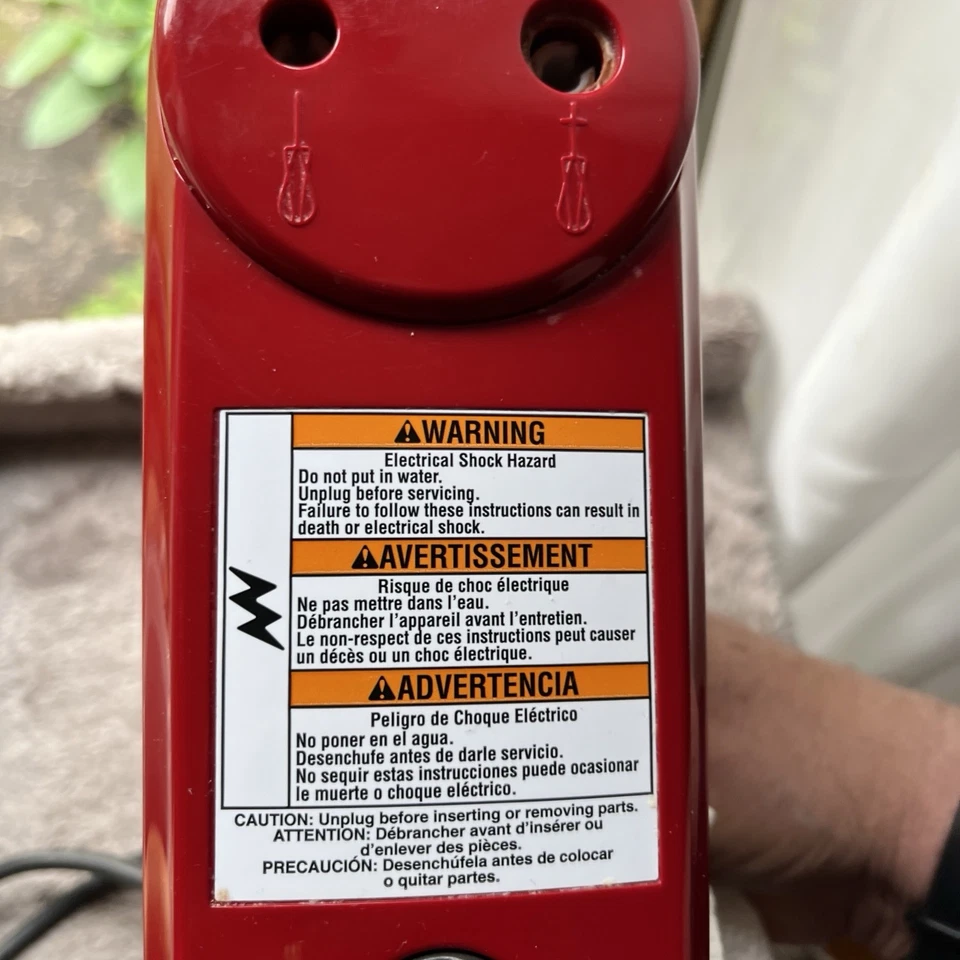 WARNING
Electrical Shock Hazard
Do not put in water.
Unplug before servicing.
Failure to follow these instructions can result in
death or electrical shock.
AVERTISSEMENT
Risque de choc électrique
Ne pas mettre dans l'eau.
Débrancher l'appareil avant l'entretien.
Le non-respect de ces instructions peut causer
un décès ou un choc électrique.
ADVERTENCIA
Peligro de Choque Eléctrico
No poner en el agua.
Desenchufe antes de darle servicio.
No sequir estas instrucciones puede ocasionar
le muerte o choque eléctrico.
CAUTION: Unplug before inserting or removing parts.
ATTENTION: Débrancher avant d'insérer ou
d'enlever des pièces.
PRECAUCIÓN: Desenchúfela antes de colocar
o quitar partes.